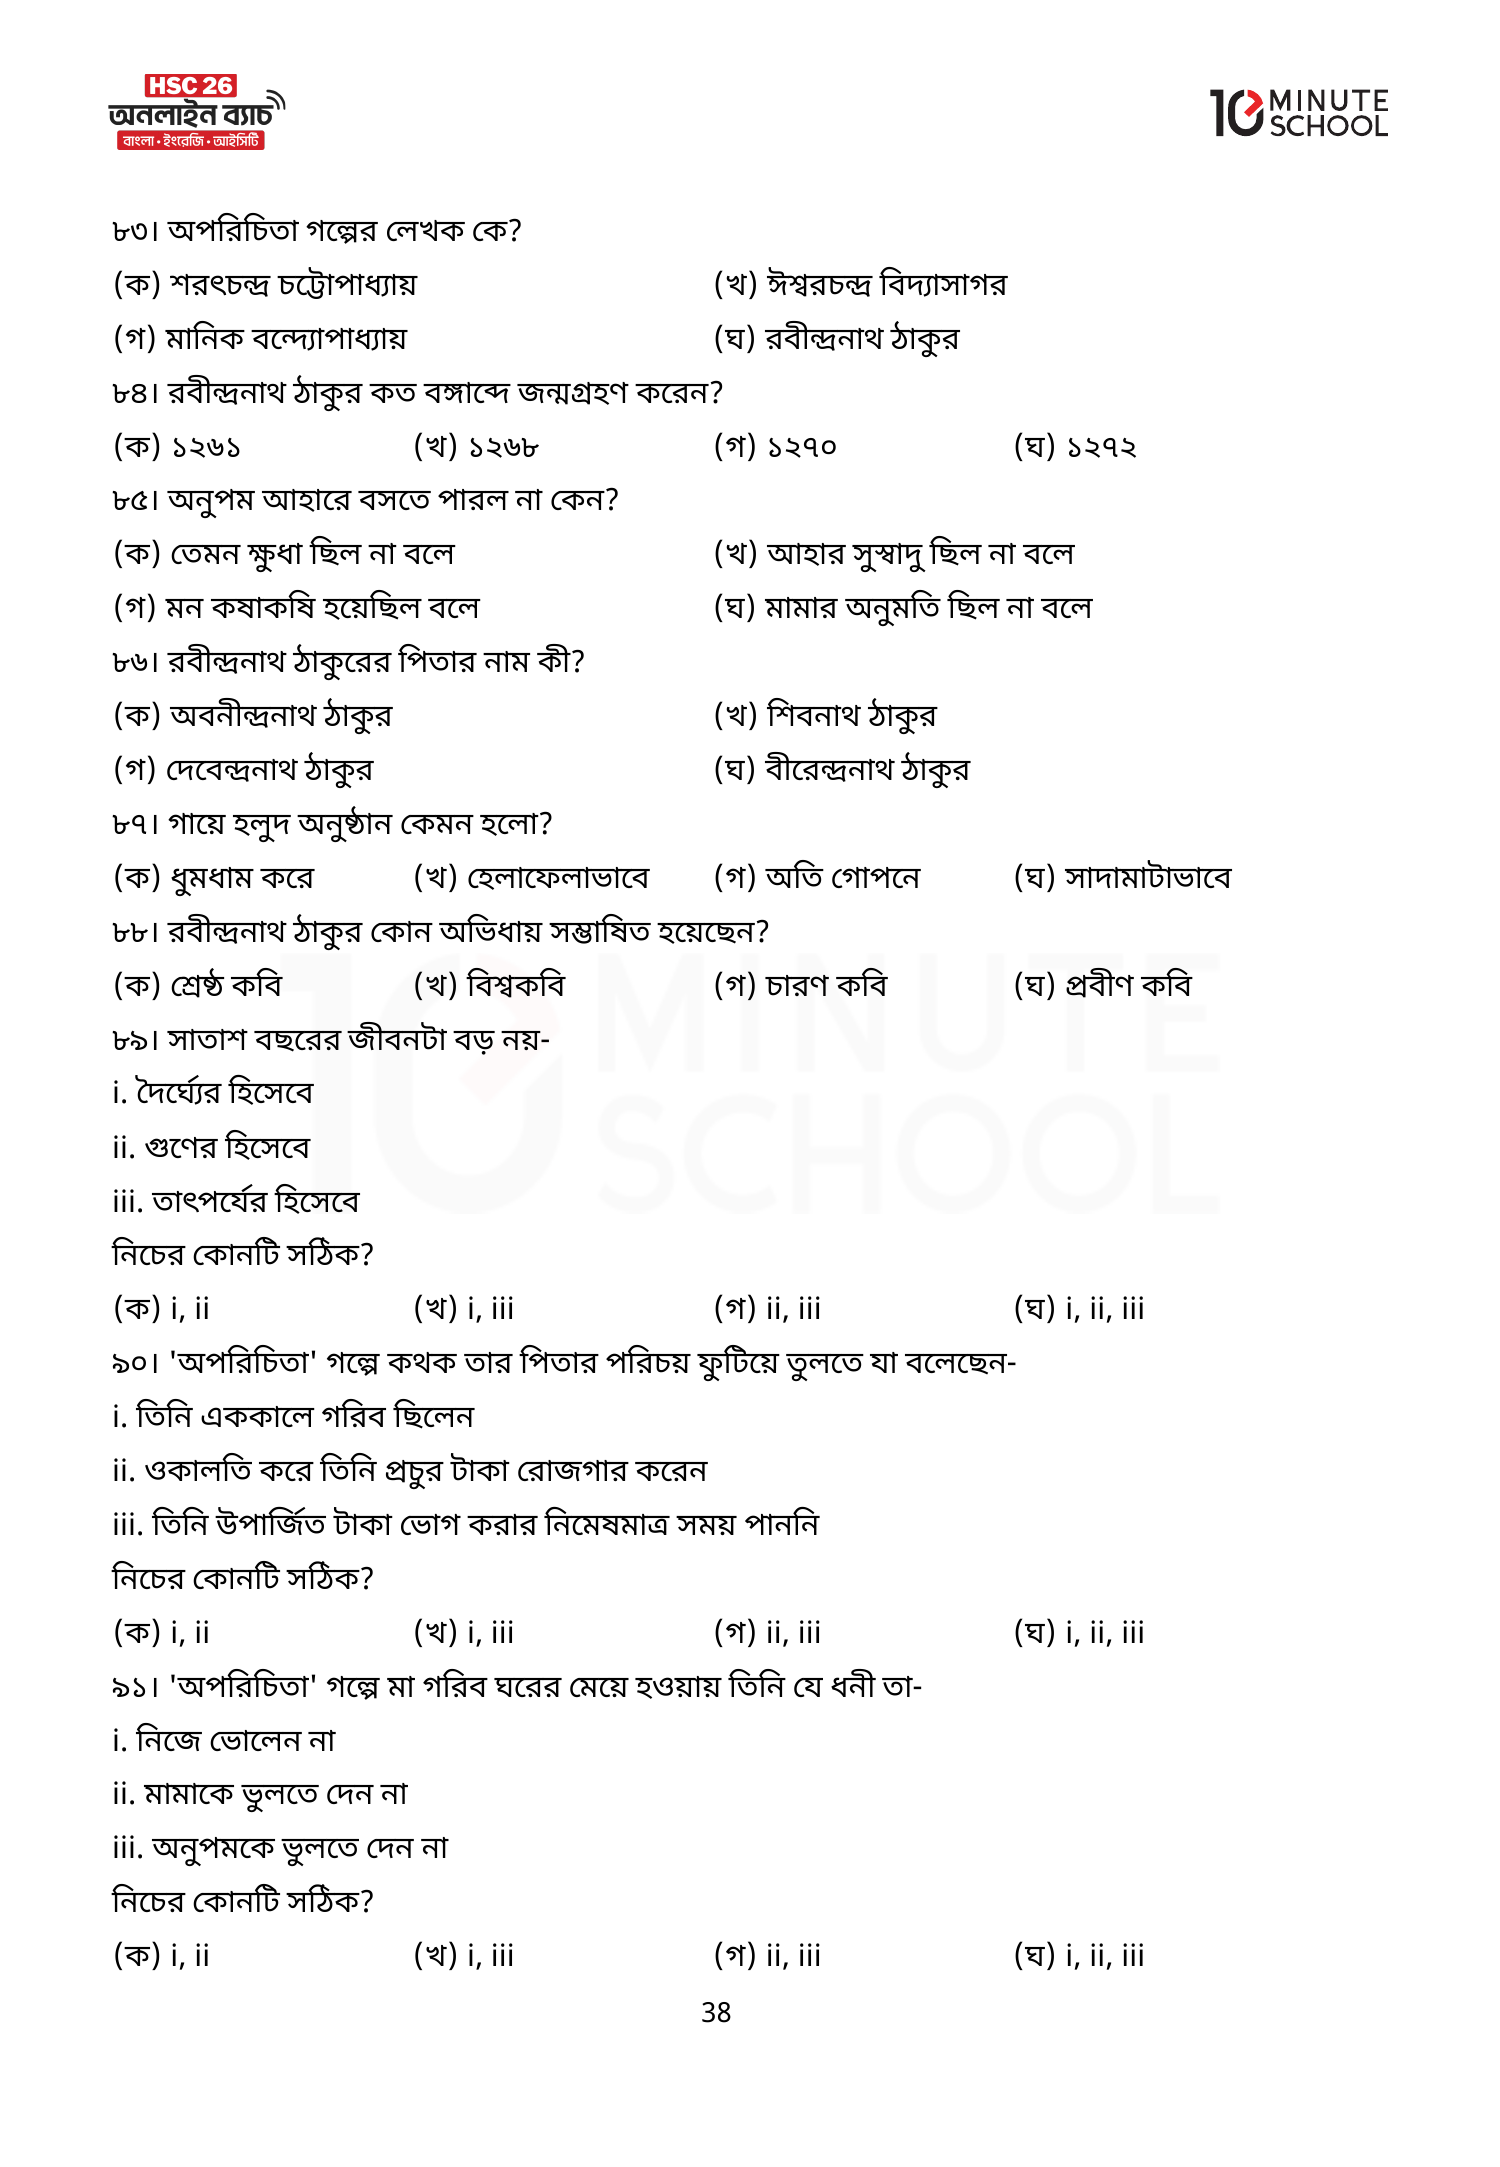 HSC 26
অনলাইন ব্যাচ
বাংলা • ইংরেজি • আইসিটি
10 MINUTE SCHOOL
৮৩। অপরিচিতা গল্পের লেখক কে?
(ক) শরৎচন্দ্র চট্টোপাধ্যায় (খ) ঈশ্বরচন্দ্র বিদ্যাসাগর
(গ) মানিক বন্দ্যোপাধ্যায় (ঘ) রবীন্দ্রনাথ ঠাকুর
৮৪। রবীন্দ্রনাথ ঠাকুর কত বঙ্গাব্দে জন্মগ্রহণ করেন?
(ক) ১২৬১ (খ) ১২৬৮ (গ) ১২৭০ (ঘ) ১২৭২
৮৫। অনুপম আহারে বসতে পারল না কেন?
(ক) তেমন ক্ষুধা ছিল না বলে (খ) আহার সুস্বাদু ছিল না বলে
(গ) মন কষাকষি হয়েছিল বলে (ঘ) মামার অনুমতি ছিল না বলে
৮৬। রবীন্দ্রনাথ ঠাকুরের পিতার নাম কী?
(ক) অবনীন্দ্রনাথ ঠাকুর (খ) শিবনাথ ঠাকুর
(গ) দেবেন্দ্রনাথ ঠাকুর (ঘ) বীরেন্দ্রনাথ ঠাকুর
৮৭। গায়ে হলুদ অনুষ্ঠান কেমন হলো?
(ক) ধুমধাম করে (খ) হেলাফেলাভাবে (গ) অতি গোপনে (ঘ) সাদামাটাভাবে
৮৮। রবীন্দ্রনাথ ঠাকুর কোন অভিধায় সম্ভাষিত হয়েছেন?
(ক) শ্রেষ্ঠ কবি (খ) বিশ্বকবি (গ) চারণ কবি (ঘ) প্রবীণ কবি
৮৯। সাতাশ বছরের জীবনটা বড় নয়-
i. দৈর্ঘ্যের হিসেবে
ii. গুণের হিসেবে
iii. তাৎপর্যের হিসেবে
নিচের কোনটি সঠিক?
(ক) i, ii (খ) i, iii (গ) ii, iii (ঘ) i, ii, iii
৯০। 'অপরিচিতা' গল্পে কথক তার পিতার পরিচয় ফুটিয়ে তুলতে যা বলেছেন-
i. তিনি এককালে গরিব ছিলেন
ii. ওকালতি করে তিনি প্রচুর টাকা রোজগার করেন
iii. তিনি উপার্জিত টাকা ভোগ করার নিমেষমাত্র সময় পাননি
নিচের কোনটি সঠিক?
(ক) i, ii (খ) i, iii (গ) ii, iii (ঘ) i, ii, iii
৯১। 'অপরিচিতা' গল্পে মা গরিব ঘরের মেয়ে হওয়ায় তিনি যে ধনী তা-
i. নিজে ভোলেন না
ii. মামাকে ভুলতে দেন না
iii. অনুপমকে ভুলতে দেন না
নিচের কোনটি সঠিক?
(ক) i, ii (খ) i, iii (গ) ii, iii (ঘ) i, ii, iii
38